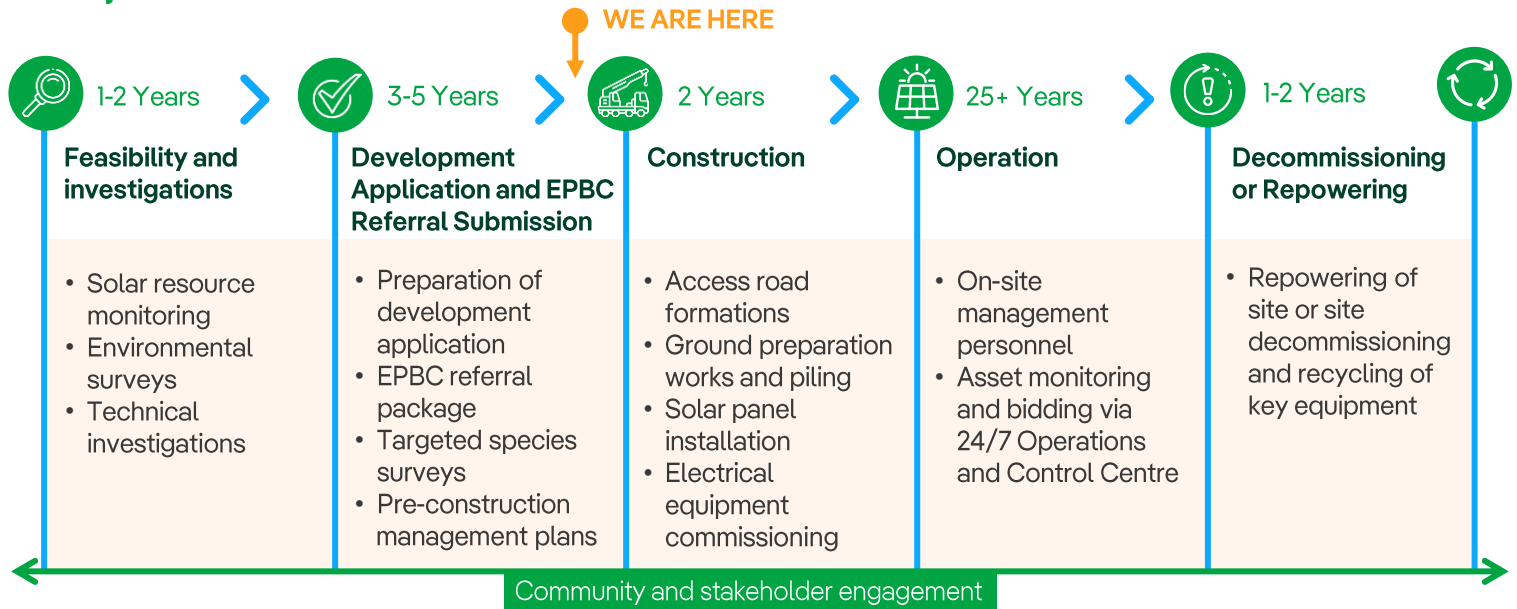 WE ARE HERE
1-2 Years
3-5 Years
2 Years
25+ Years
1-2 Years
Feasibility and
investigations
Development
Application and EPBC
Referral Submission
Construction
Operation
Decommissioning
or Repowering
• Solar resource
monitoring
• Environmental
surveys
• Technical
investigations
• Preparation of
development
application
• EPBC referral
package
• Targeted species
surveys
• Pre-construction
management plans
• Access road
formations
• Ground preparation
works and piling
• Solar panel
installation
• Electrical
equipment
commissioning
• On-site
management
personnel
• Asset monitoring
and bidding via
24/7 Operations
and Control Centre
• Repowering of
site or site
decommissioning
and recycling of
key equipment
Community and stakeholder engagement